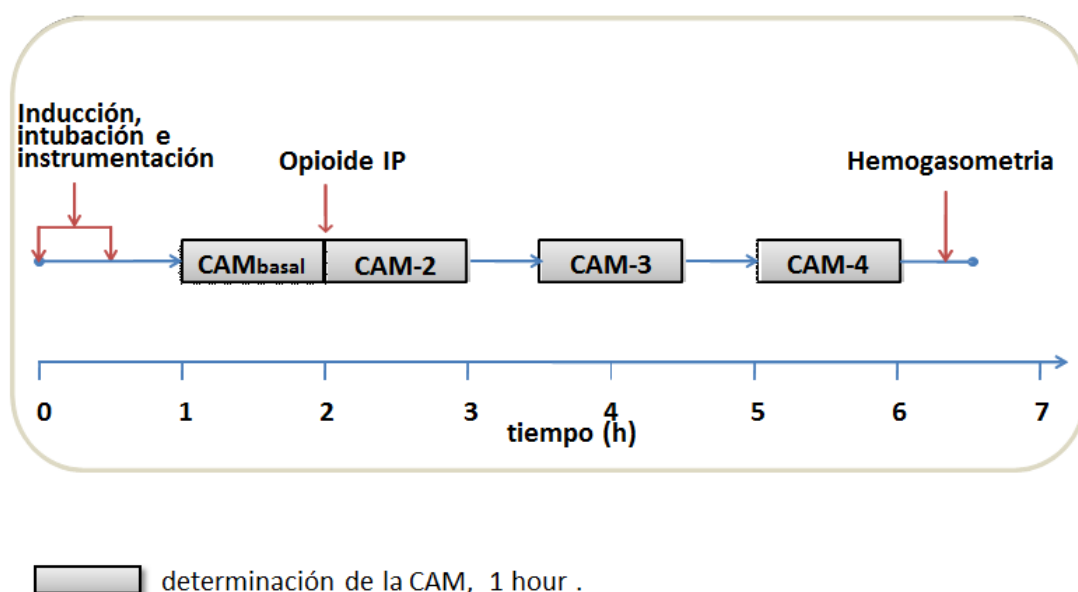 Inducción,
intubación e
instrumentación
Opioide IP
Hemogasometria
CAMbasal
CAM-2
CAM-3
CAM-4
0 1 2 3 4 5 6 7
tiempo (h)
determinación de la CAM, 1 hour .